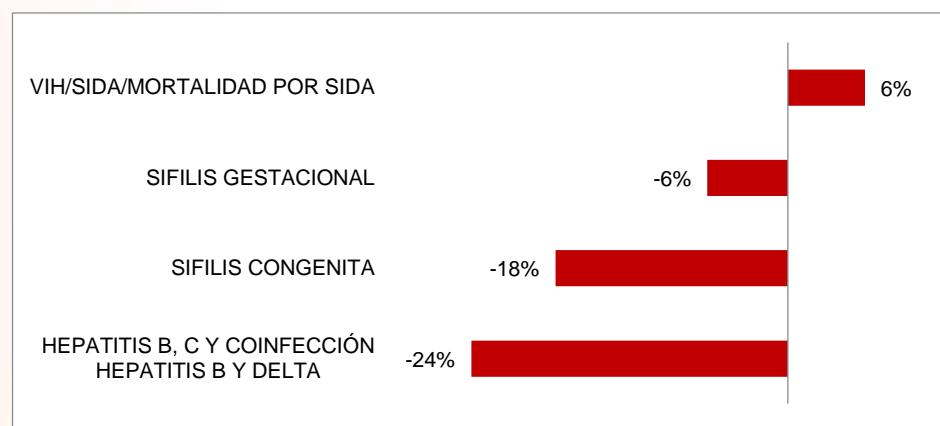 VIH/SIDA/MORTALIDAD POR SIDA
6%
SIFILIS GESTACIONAL
-6%
SIFILIS CONGENITA
-18%
HEPATITIS B, C Y COINFECCIÓN
HEPATITIS B Y DELTA
-24%